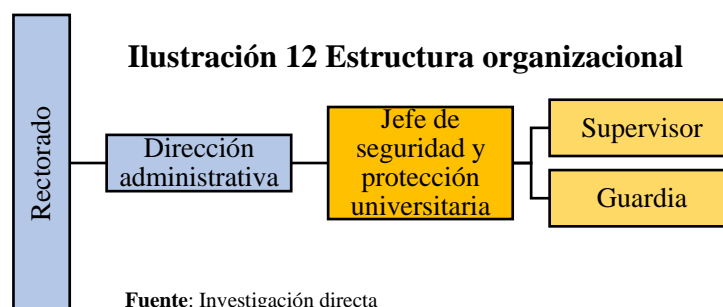 Ilustración 12 Estructura organizacional
Rectorado
Dirección
administrativa
Jefe de
seguridad y
protección
universitaria
Supervisor
Guardia
Fuente: Investigación directa